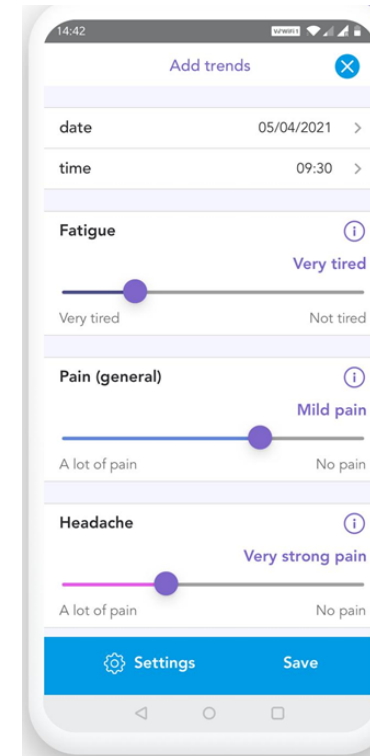 14:42
Add trends
date 05/04/2021
time 09:30
Fatigue
Very tired
Very tired Not tired
Pain (general)
Mild pain
A lot of pain No pain
Headache
Very strong pain
A lot of pain No pain
Settings Save